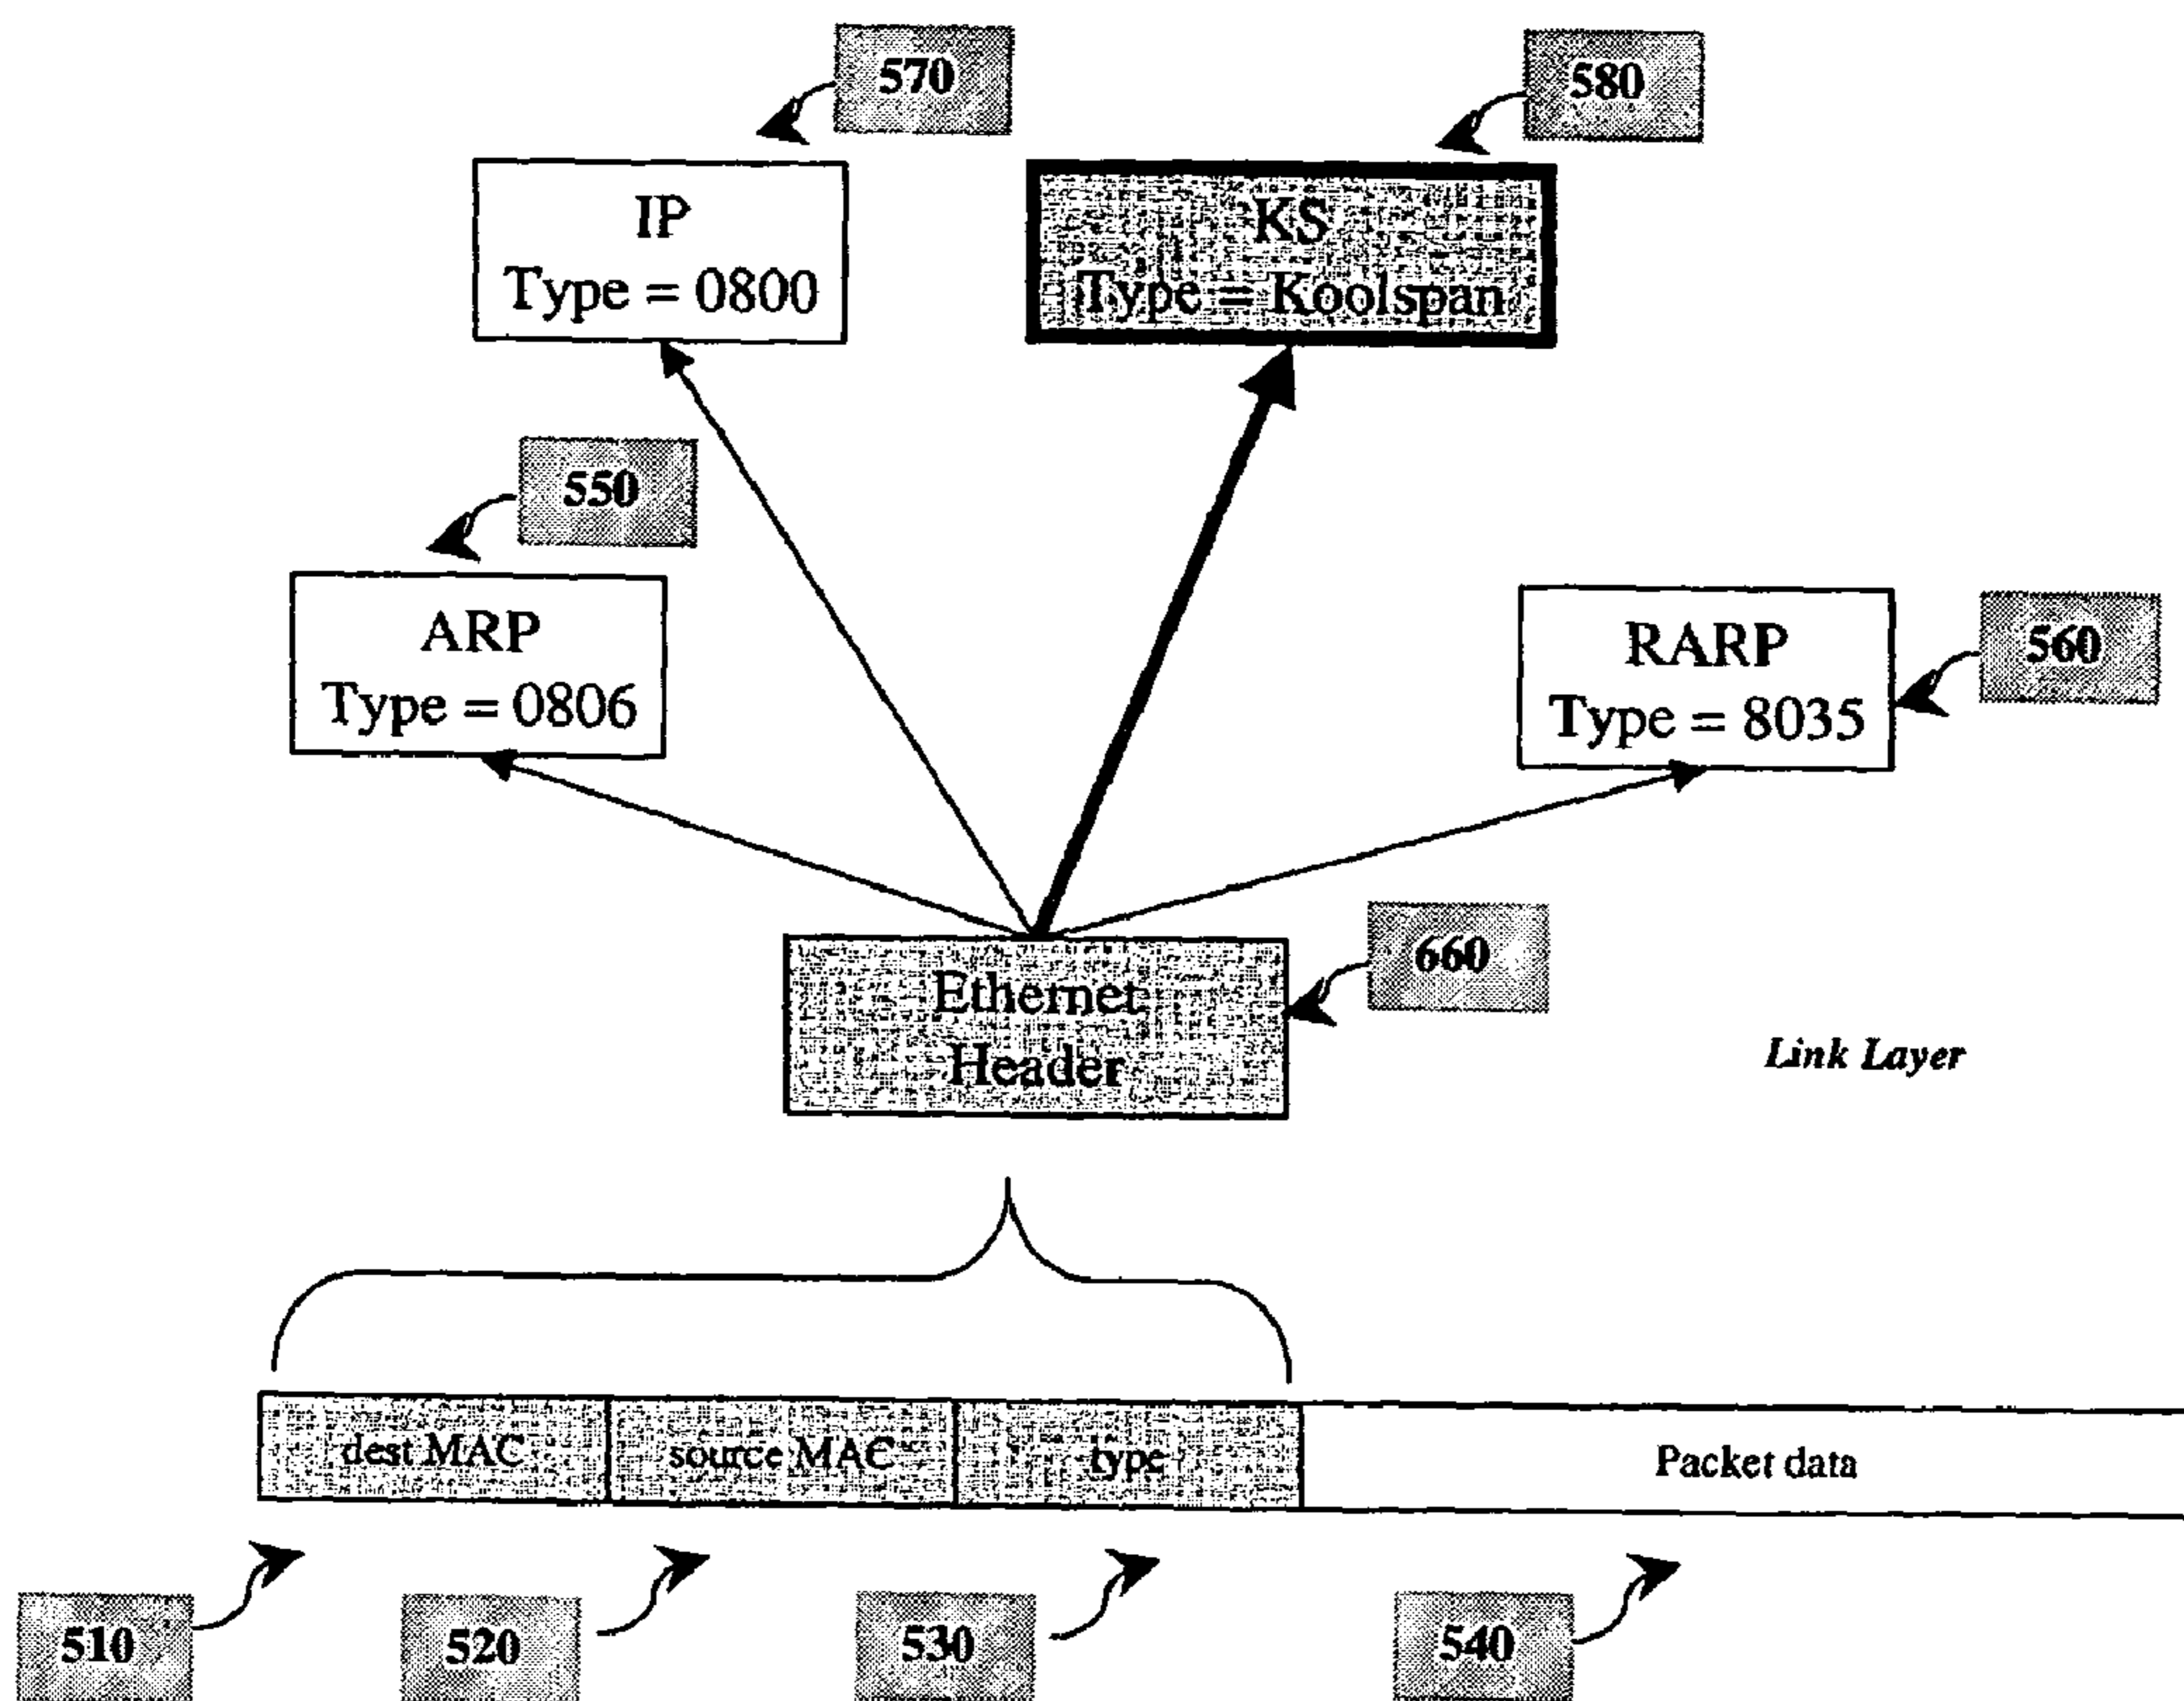 570
580
IP
Type = 0800
KS
Type = Koolspan
550
ARP
Type = 0806
RARP
Type = 8035
560
660
Ethernet
Header
Link Layer
dest MAC
source MAC
type
Packet data
510
520
530
540